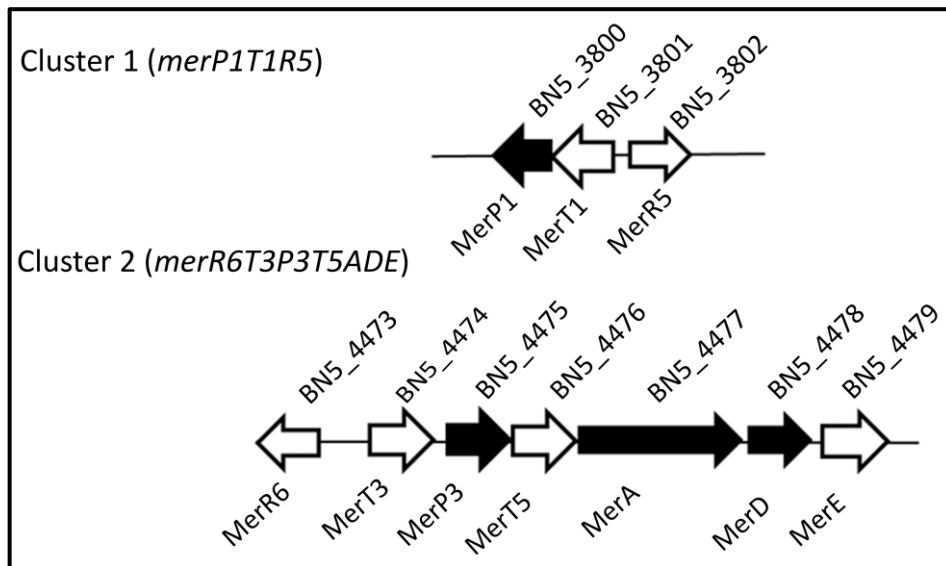 Cluster 1 (merP1T1R5)
BN5_3800
BN5_3801
BN5_3802
MerP1
MerT1
MerR5
Cluster 2 (merR6T3P3T5ADE)
BN5_4473
BN5_4474
BN5_4475
BN5_4476
BN5_4477
BN5_4478
BN5_4479
MerR6
MerT3
MerP3
MerT5
MerA
MerD
MerE